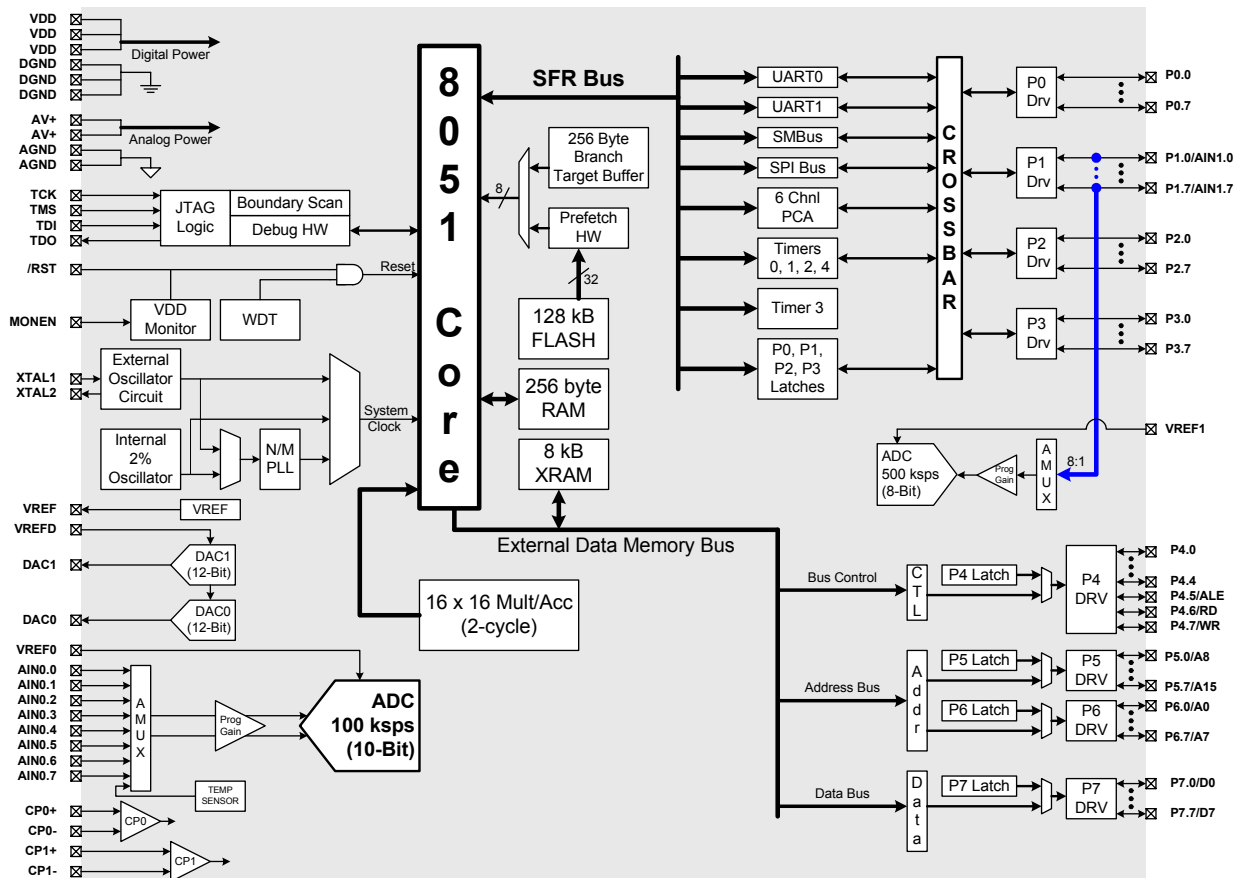 VDD
VDD
VDD
DGND
DGND
DGND
Digital Power
AV+
AV+
AGND
AGND
Analog Power
TCK
TMS
TDI
TDO
JTAG
Logic
Boundary Scan
Debug HW
/RST
Reset
MONEN
VDD
Monitor
WDT
XTAL1
XTAL2
External
Oscillator
Circuit
Internal
2%
Oscillator
N/M
PLL
System
Clock
VREF
VREF
VREFD
DAC1
DAC1
(12-Bit)
DAC0
DAC0
(12-Bit)
VREF0
AIN0.0
AIN0.1
AIN0.2
AIN0.3
AIN0.4
AIN0.5
AIN0.6
AIN0.7
AMUX
Prog
Gain
ADC
100 ksps
(10-Bit)
TEMP
SENSOR
CP0+
CP0-
CP0
CP1+
CP1-
CP1
8051 Core
SFR Bus
8
256 Byte
Branch
Target Buffer
Prefetch
HW
32
128 kB
FLASH
256 byte
RAM
8 kB
XRAM
External Data Memory Bus
16 x 16 Mult/Acc
(2-cycle)
UART0
UART1
SMBus
SPI Bus
6 Chnl
PCA
Timers
0, 1, 2, 4
Timer 3
P0, P1,
P2, P3
Latches
CROSSBAR
P0
Drv
P0.0
P0.7
P1
Drv
P1.0/AIN1.0
P1.7/AIN1.7
P2
Drv
P2.0
P2.7
P3
Drv
P3.0
P3.7
VREF1
ADC
500 ksps
(8-Bit)
Prog
Gain
AMUX
8:1
Bus Control
CTL
P4 Latch
P4
DRV
P4.0
P4.4
P4.5/ALE
P4.6/RD
P4.7/WR
Address Bus
Addr
P5 Latch
P5
DRV
P5.0/A8
P5.7/A15
P6 Latch
P6
DRV
P6.0/A0
P6.7/A7
Data Bus
Data
P7 Latch
P7
DRV
P7.0/D0
P7.7/D7